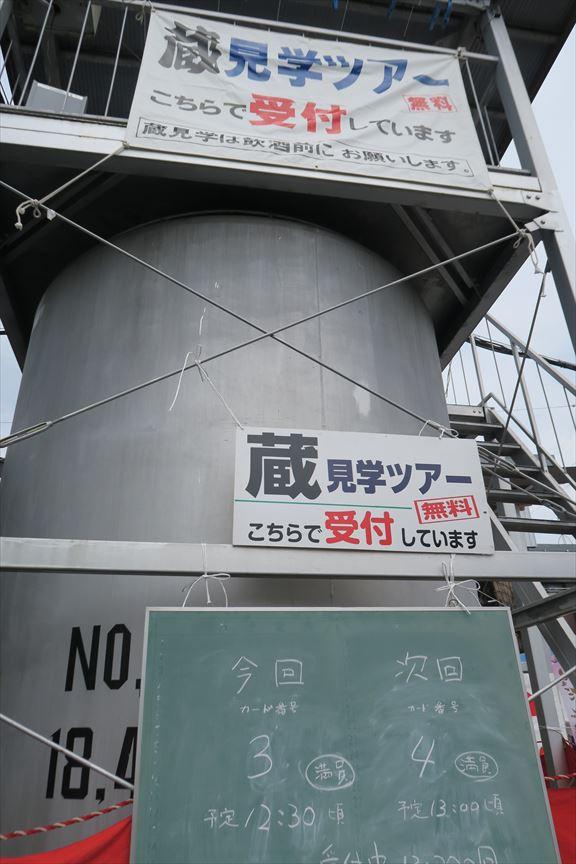 蔵見学ツアー
無料
こちらで受付しています
蔵見学は飲酒前にお願いします。
蔵見学ツアー
無料
こちらで受付しています
NO.
18,4
今回 次回
カード番号 カード番号
3 満員 4 満員
予定12:30頃 予定13:00頃
受付中